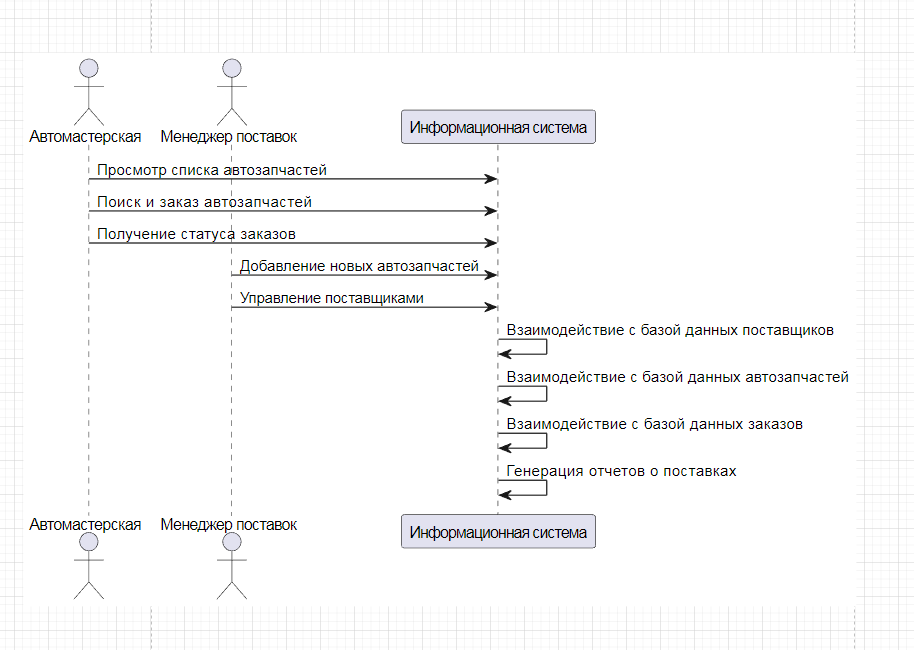 Автомастерская
Менеджер поставок
Информационная система
Просмотр списка автозапчастей
Поиск и заказ автозапчастей
Получение статуса заказов
Добавление новых автозапчастей
Управление поставщиками
Взаимодействие с базой данных поставщиков
Взаимодействие с базой данных автозапчастей
Взаимодействие с базой данных заказов
Генерация отчетов о поставках
Автомастерская
Менеджер поставок
Информационная система